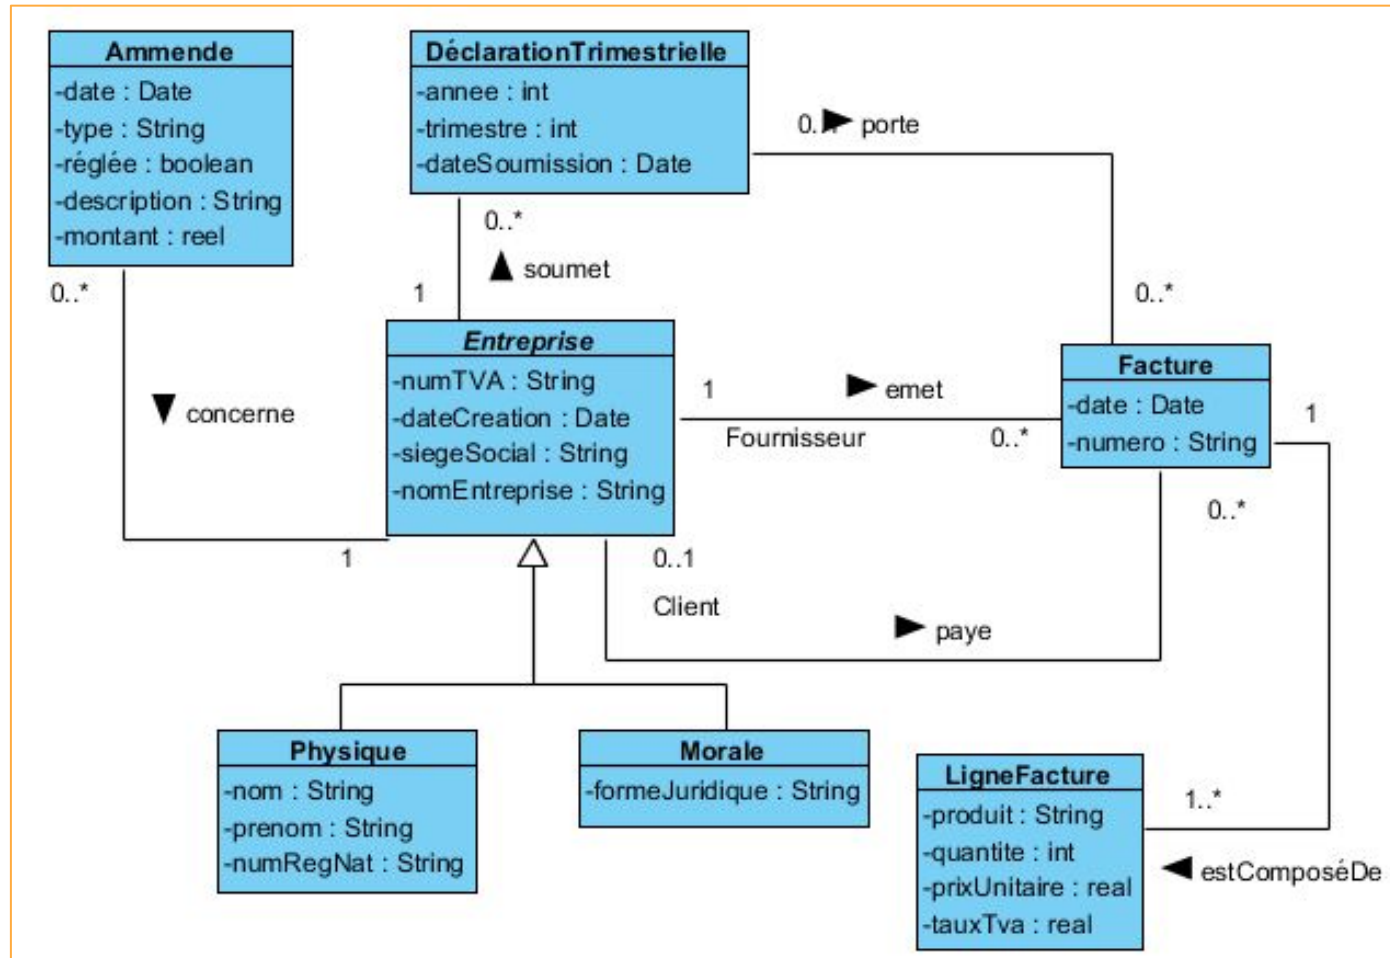 Ammende
-date : Date
-type : String
-réglée : boolean
-description : String
-montant : reel
DéclarationTrimestrielle
-annee : int
-trimestre : int
-dateSoumission : Date
porte
0..*
0..*
soumet
1
0..*
concerne
1
Entreprise
-numTVA : String
-dateCreation : Date
-siegeSocial : String
-nomEntreprise : String
1
emet
Fournisseur
0..*
Facture
-date : Date
-numero : String
1
0..*
0..1
Client
paye
Physique
-nom : String
-prenom : String
-numRegNat : String
Morale
-formeJuridique : String
LigneFacture
-produit : String
-quantite : int
-prixUnitaire : real
-tauxTva : real
1..*
estComposéDe